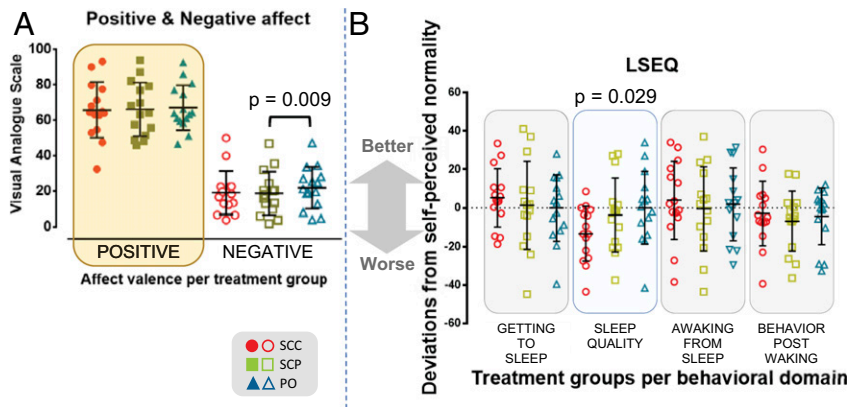 A
Positive & Negative affect
Visual Analogue Scale
100
80
60
40
20
0
p = 0.009
POSITIVE
NEGATIVE
Affect valence per treatment group
SCC
SCP
PO
B
Better
Worse
LSEQ
Deviations from self-perceived normality
p = 0.029
60
40
20
0
-20
-40
-60
GETTING
TO
SLEEP
SLEEP
QUALITY
AWAKING
FROM
SLEEP
BEHAVIOR
POST
WAKING
Treatment groups per behavioral domain